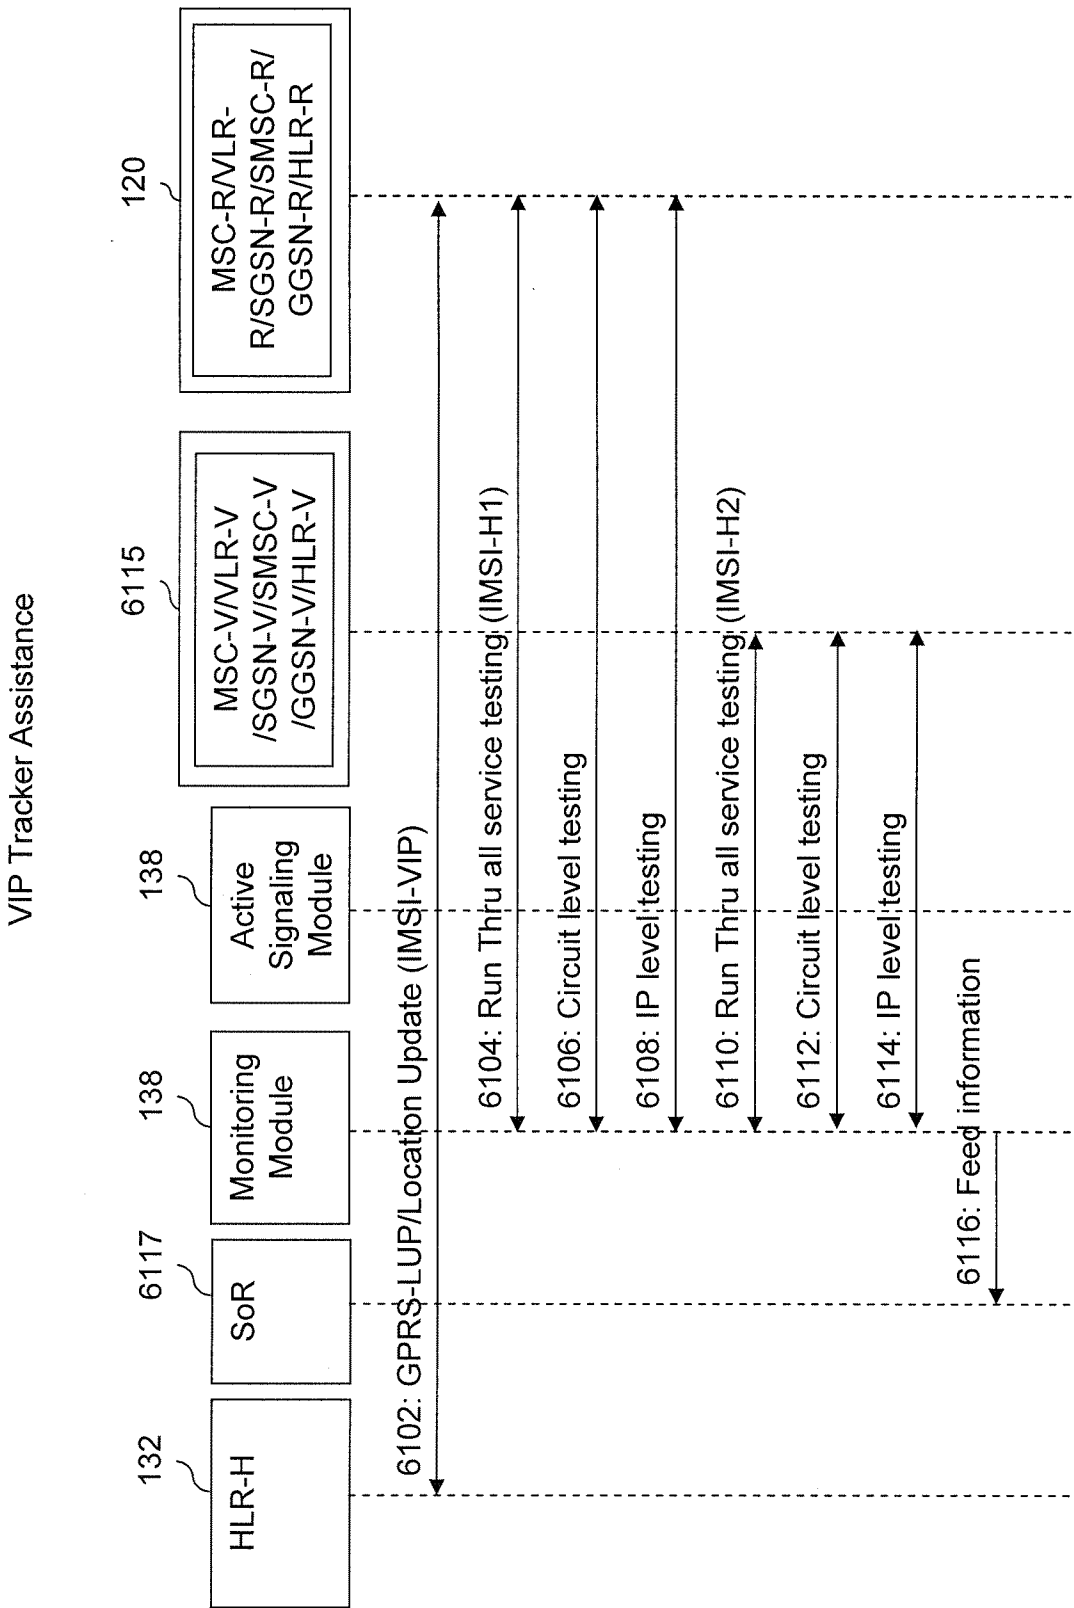 VIP Tracker Assistance
132
6117
138
138
6115
120
HLR-H
SoR
Monitoring
Module
Active
Signaling
Module
MSC-V/VLR-V
/SGSN-V/SMSC-V
/GGSN-V/HLR-V
MSC-R/VLR-
R/SGSN-R/SMSC-R/
GGSN-R/HLR-R
6102: GPRS-LUP/Location Update (IMSI-VIP)
6104: Run Thru all service testing (IMSI-H1)
6106: Circuit level testing
6108: IP level testing
6110: Run Thru all service testing (IMSI-H2)
6112: Circuit level testing
6114: IP level testing
6116: Feed information